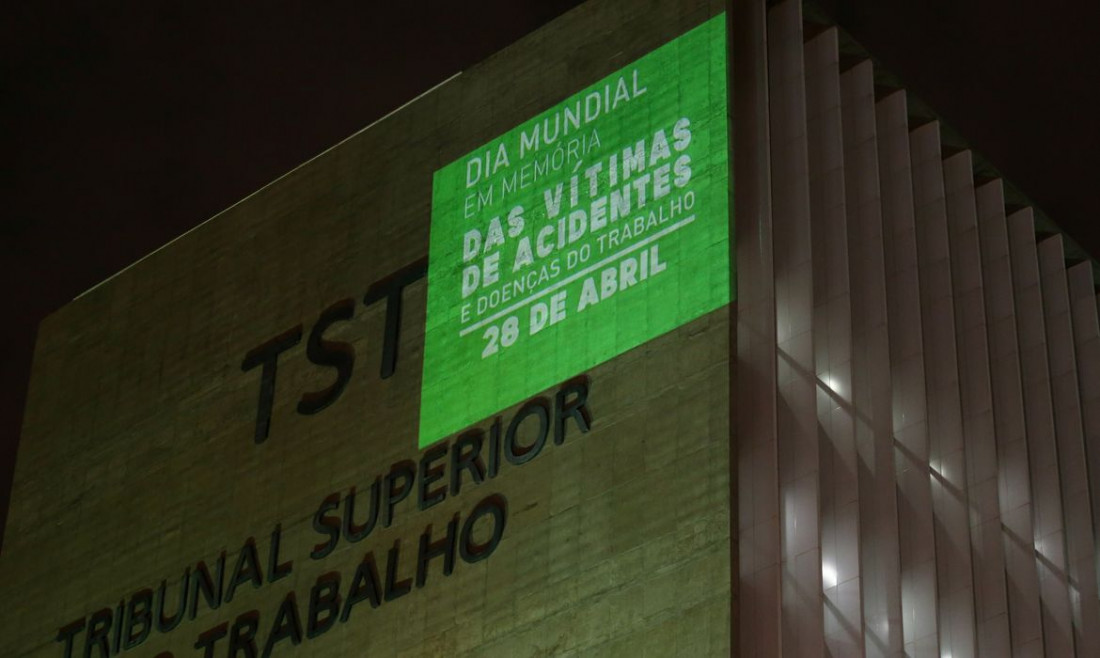 DIA MUNDIAL
EM MEMÓRIA
DAS VÍTIMAS
DE ACIDENTES
E DOENÇAS DO TRABALHO
28 DE ABRIL
TST
TRIBUNAL SUPERIOR
TRABALHO